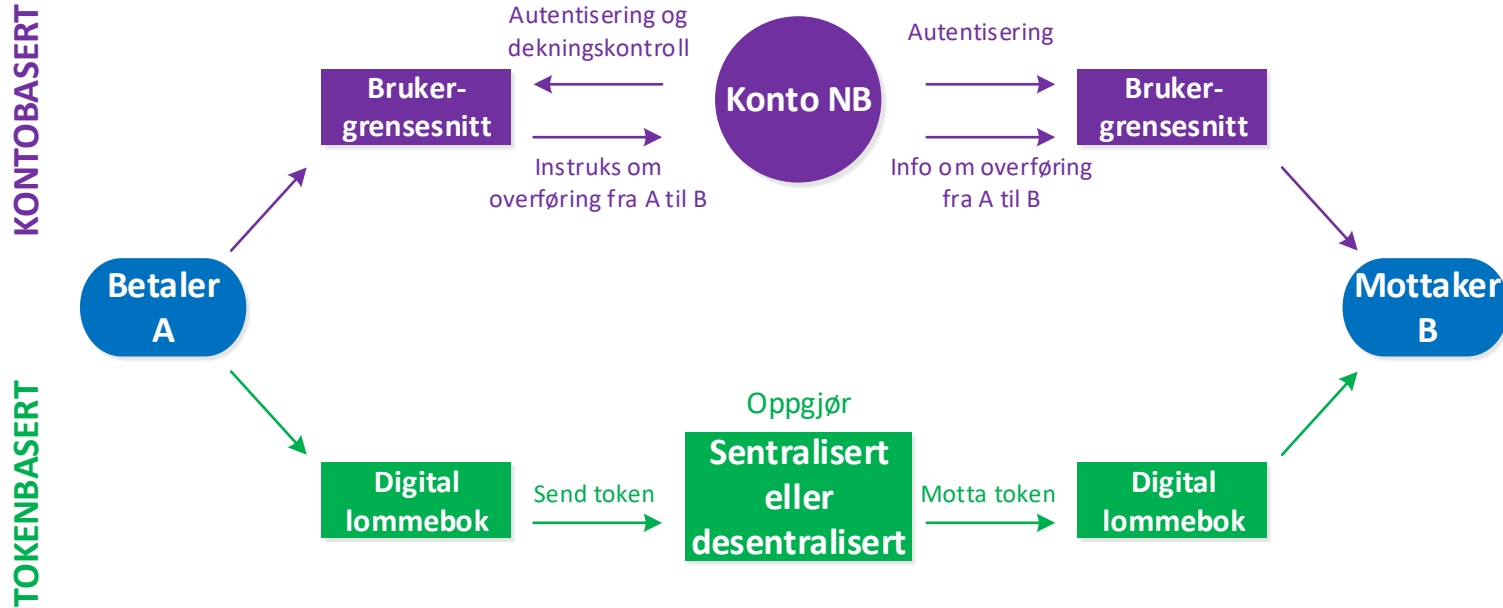 KONTOBASERT
Autentisering og
dekningskontroll
Autentisering
Bruker-
grensesnitt
Konto NB
Bruker-
grensesnitt
Instruks om
overføring fra A til B
Info om overføring
fra A til B
Betaler
A
Mottaker
B
TOKENBASERT
Oppgjør
Digital
lommebok
Send token
Sentralisert
eller
desentralisert
Motta token
Digital
lommebok